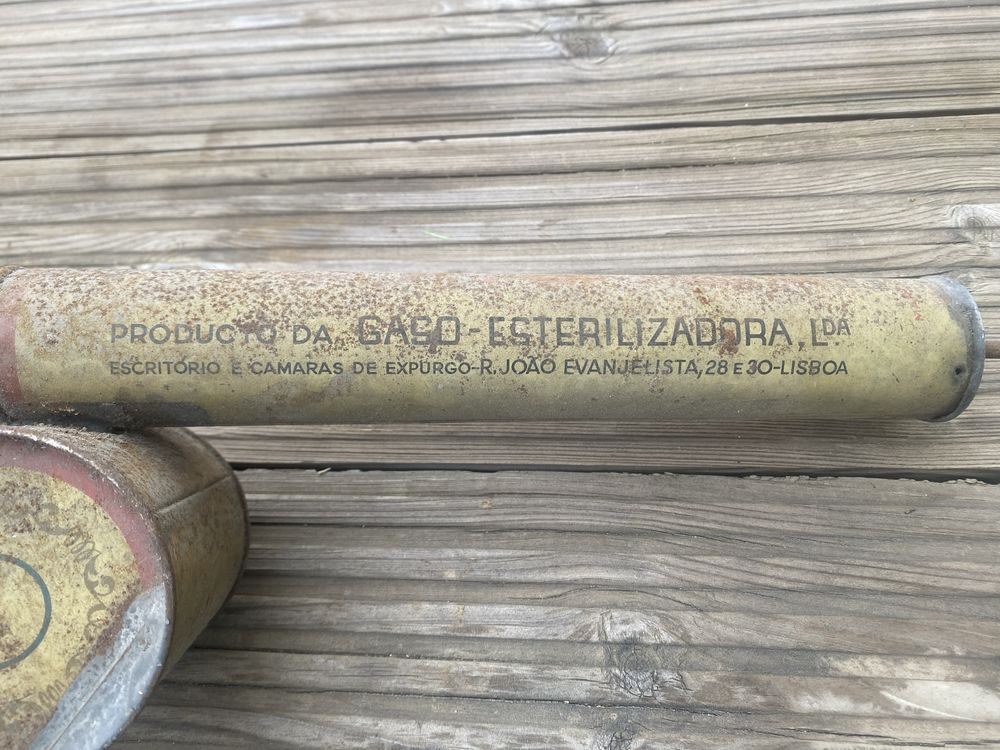 PRODUCTO DA GASO-ESTERILIZADORA, LDA
ESCRITÓRIO E CAMARAS DE EXPURGO-R. JOÃO EVANJELISTA, 28 E 30-LISBOA